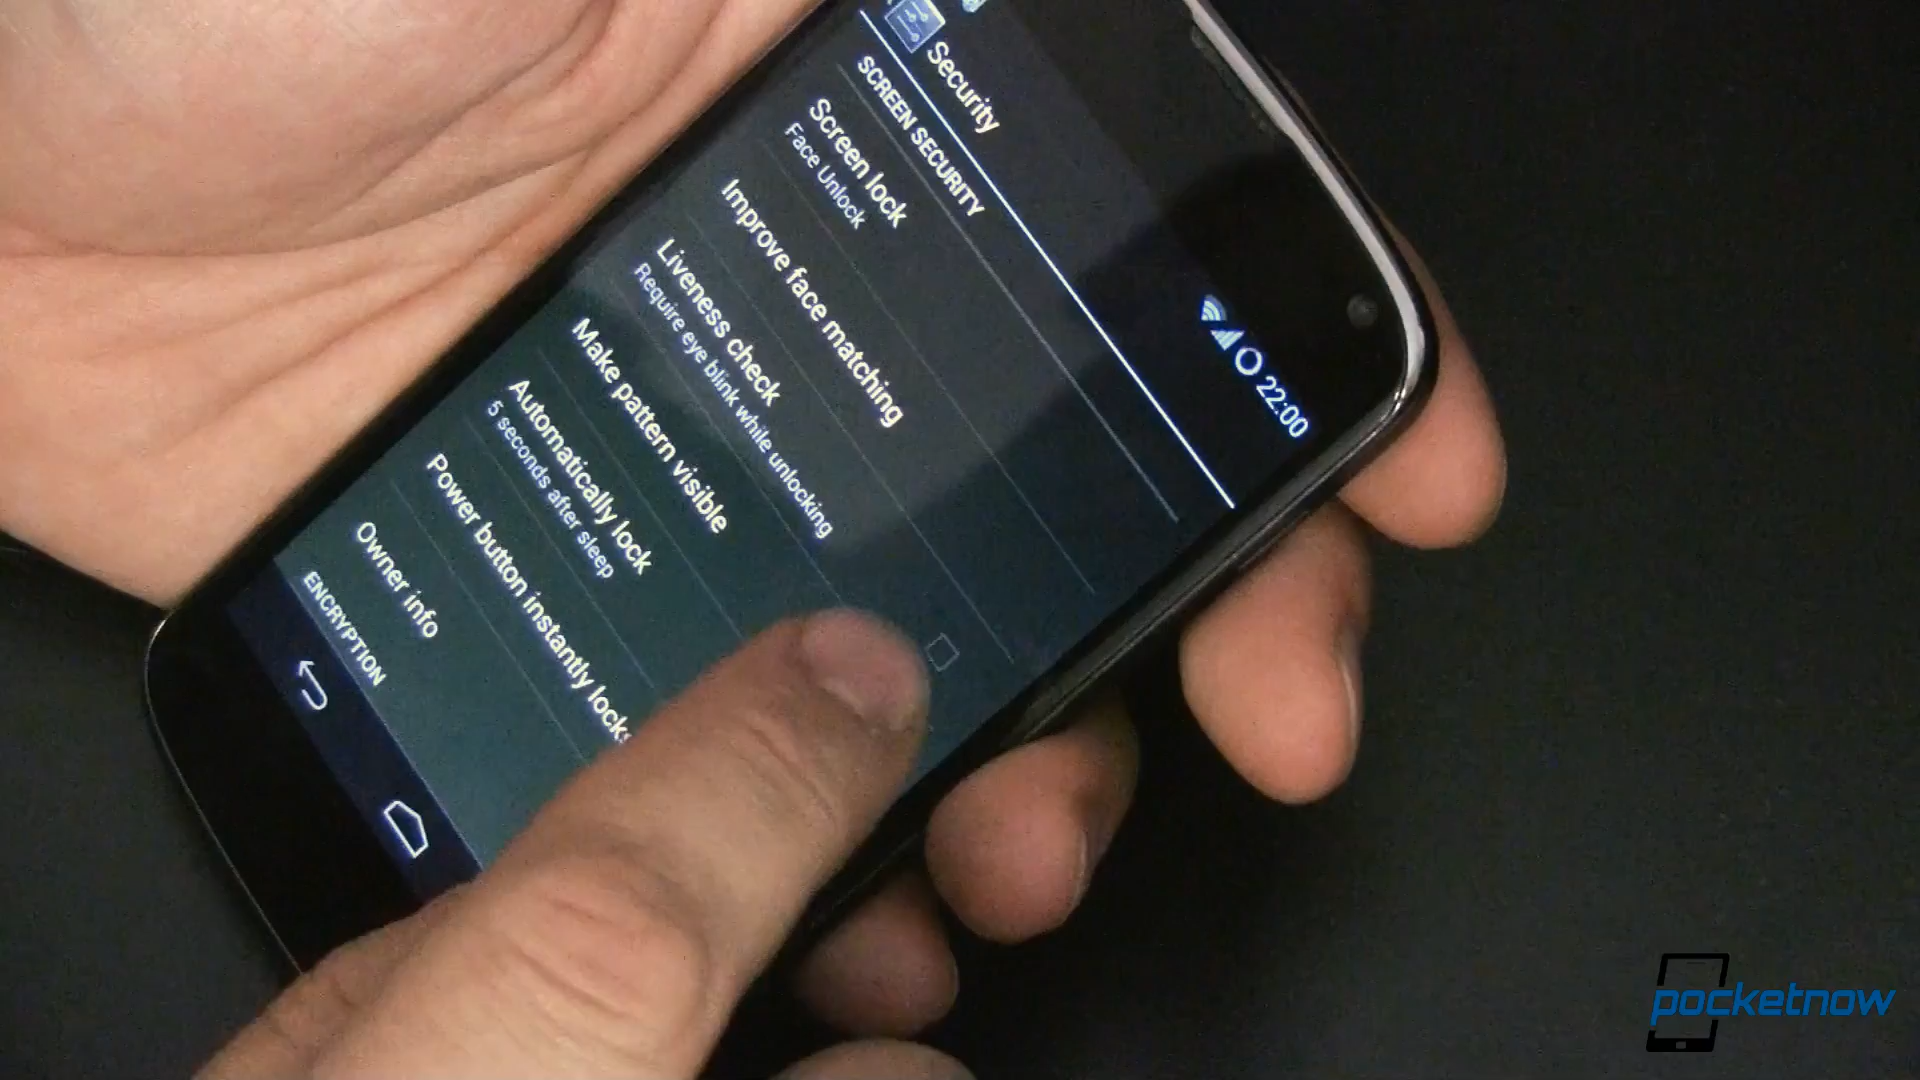 22:00
Security
SCREEN SECURITY
Screen lock
Face Unlock
Improve face matching
Liveness check
Require eye blink while unlocking
Make pattern visible
Automatically lock
5 seconds after sleep
Power button instantly locks
Owner info
ENCRYPTION
pocketnow